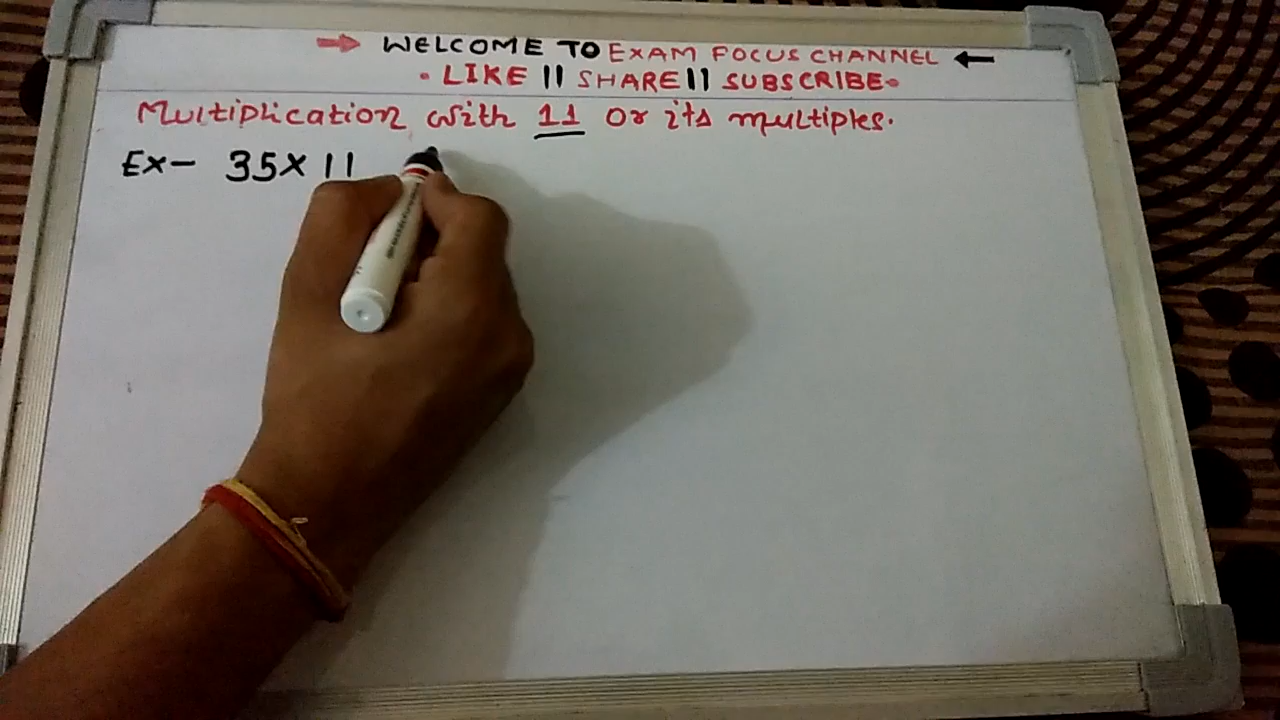 → WELCOME TO EXAM FOCUS CHANNEL ←
• LIKE || SHARE || SUBSCRIBE •
Multiplication with 11 or its multiples.
Ex- 35 x 11